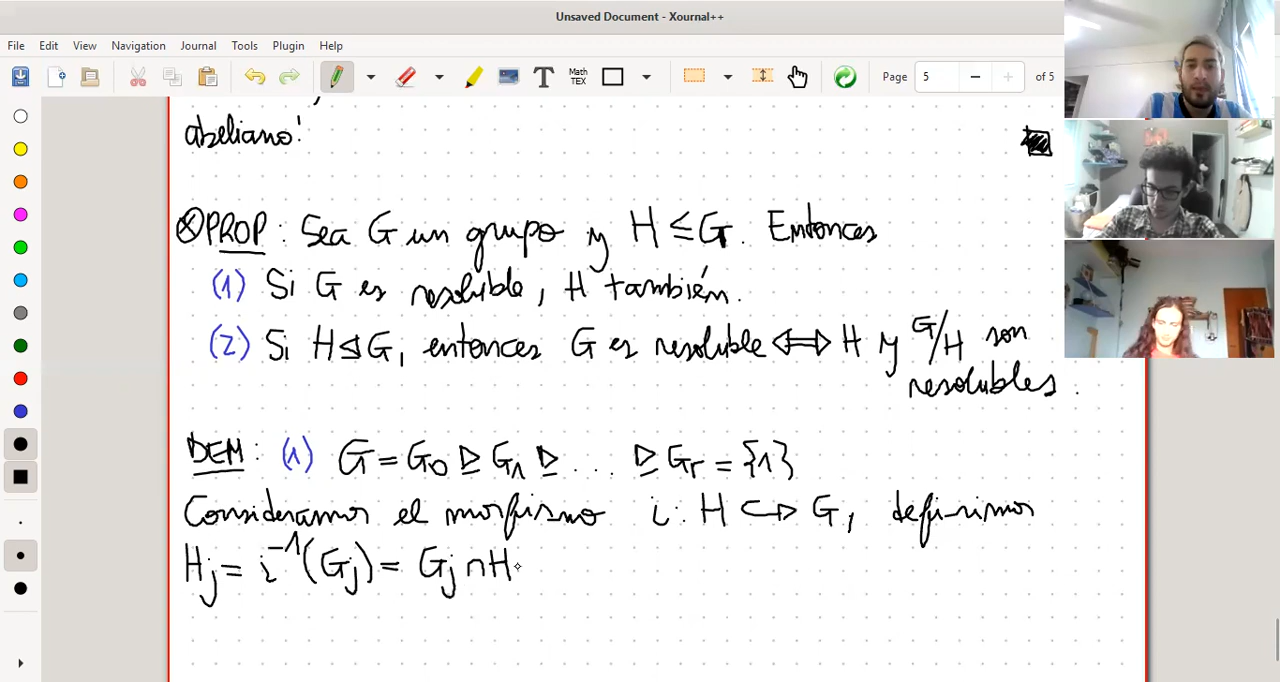 Unsaved Document - Xournal++
File Edit View Navigation Journal Tools Plugin Help
Math TEX
Page 5 of 5
abeliano!
PROP: Sea G un grupo y H ≤ G. Entonces
(1) Si G es resoluble, H también.
(2) Si H ⊴ G, entonces G es resoluble ⟺ H y G/H son
resolubles.
DEM: (1) G = G₀ ⊵ G₁ ⊵ ... ⊵ Gᵣ = {1}
Consideramos el morfismo i: H ↪ G, definimos
Hⱼ = i⁻¹(Gⱼ) = Gⱼ ∩ H